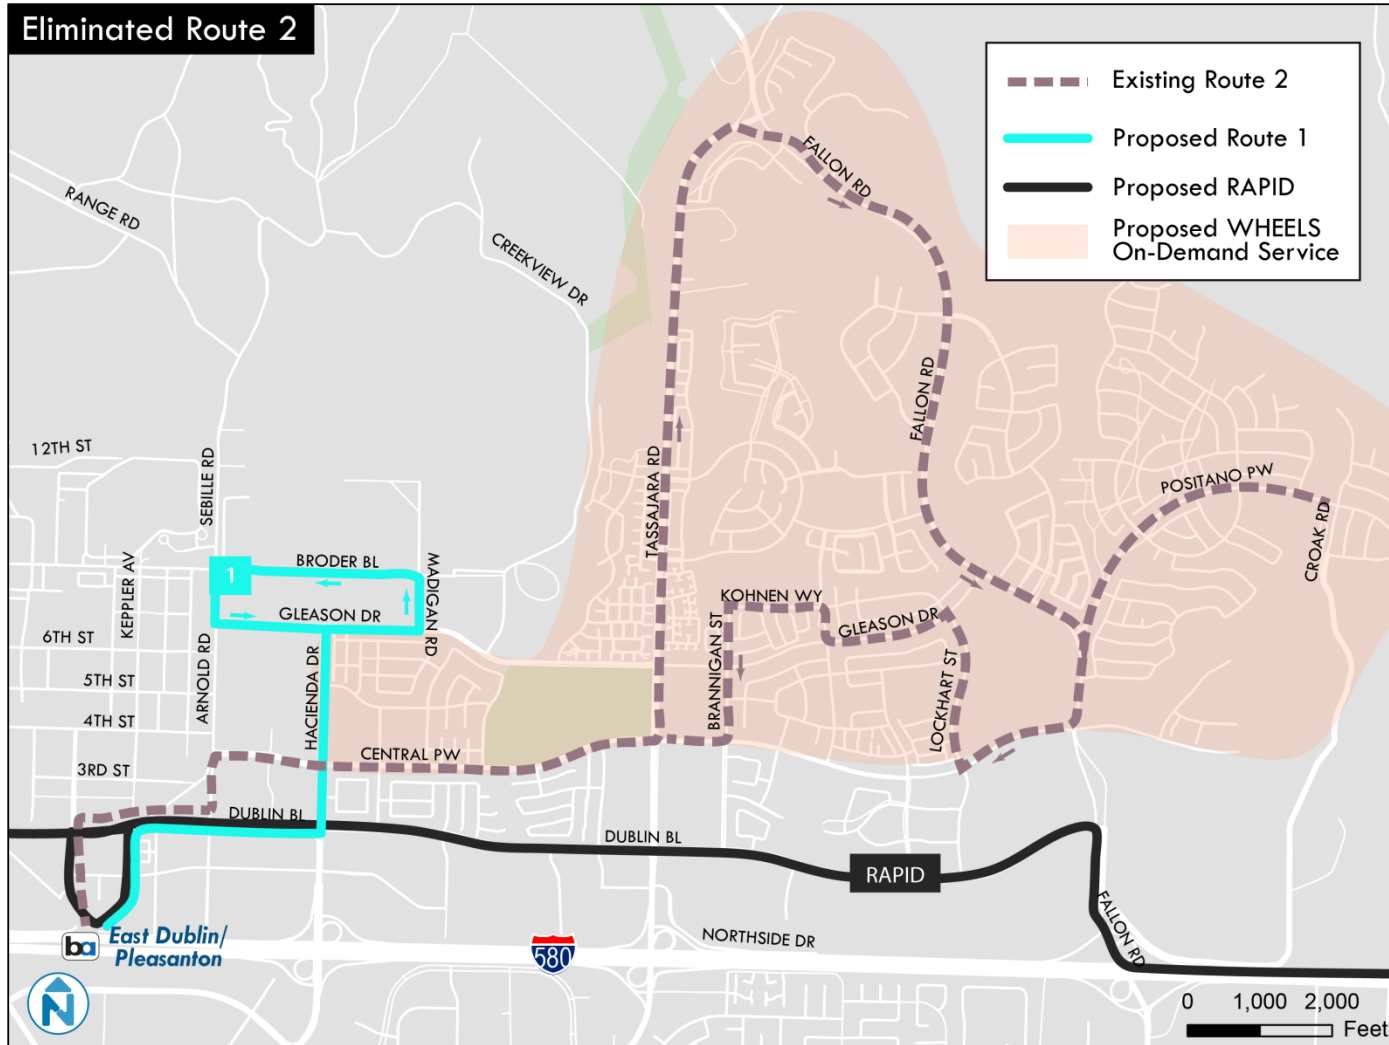 Eliminated Route 2
Existing Route 2
Proposed Route 1
Proposed RAPID
Proposed WHEELS
On-Demand Service
FALLON RD
RANGE RD
CREEKVIEW DR
FALLON RD
12TH ST
SEBILLE RD
TASSAJARA RD
POSITANO PW
CROAK RD
KEPPLER AV
1
BRODER BL
MADIGAN RD
KOHNEN WY
GLEASON DR
GLEASON DR
6TH ST
ARNOLD RD
HACIENDA DR
BRANNIGAN ST
LOCKHART ST
5TH ST
4TH ST
CENTRAL PW
3RD ST
DUBLIN BL
DUBLIN BL
RAPID
FALLON RD
ba
East Dublin/
Pleasanton
580
NORTHSIDE DR
N
0 1,000 2,000
Feet